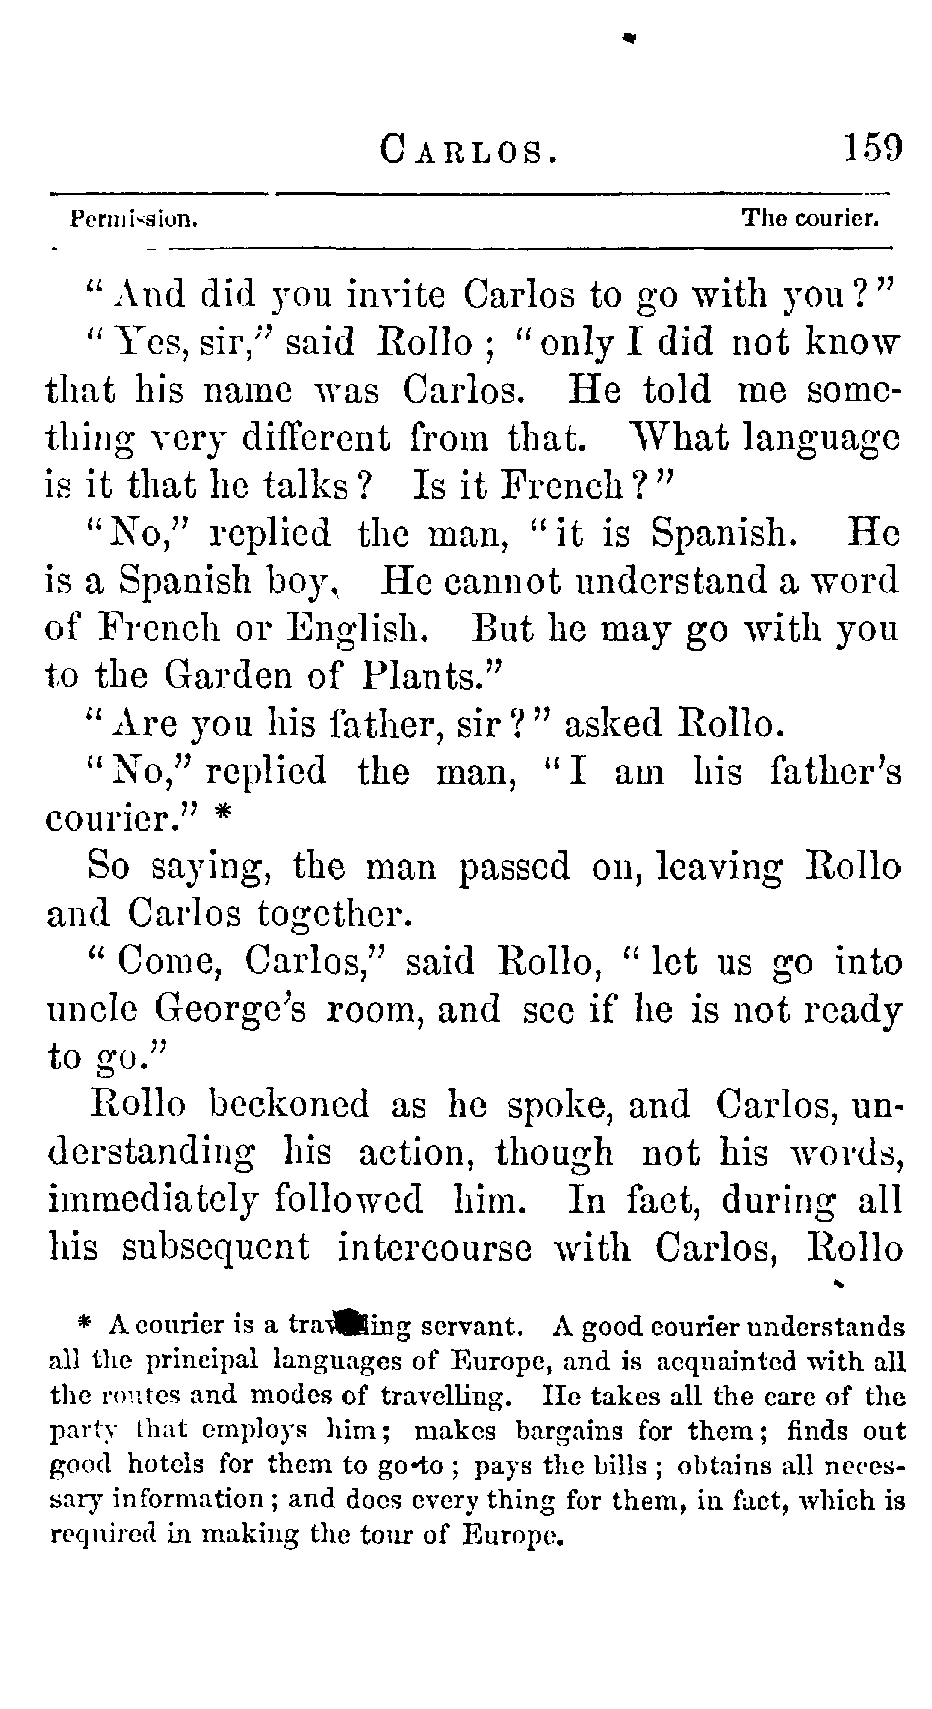 CARLOS. 159
Permission. The courier.
“And did you invite Carlos to go with you?”
“Yes, sir,” said Rollo; “only I did not know
that his name was Carlos. He told me some-
thing very different from that. What language
is it that he talks? Is it French?”
“No,” replied the man, “it is Spanish. He
is a Spanish boy. He cannot understand a word
of French or English. But he may go with you
to the Garden of Plants.”
“Are you his father, sir?” asked Rollo.
“No,” replied the man, “I am his father's
courier.” *
So saying, the man passed on, leaving Rollo
and Carlos together.
“Come, Carlos,” said Rollo, “let us go into
uncle George's room, and see if he is not ready
to go.”
Rollo beckoned as he spoke, and Carlos, un-
derstanding his action, though not his words,
immediately followed him. In fact, during all
his subsequent intercourse with Carlos, Rollo
* A courier is a travelling servant. A good courier understands
all the principal languages of Europe, and is acquainted with all
the routes and modes of travelling. He takes all the care of the
party that employs him; makes bargains for them; finds out
good hotels for them to go to; pays the bills; obtains all neces-
sary information; and does every thing for them, in fact, which is
required in making the tour of Europe.